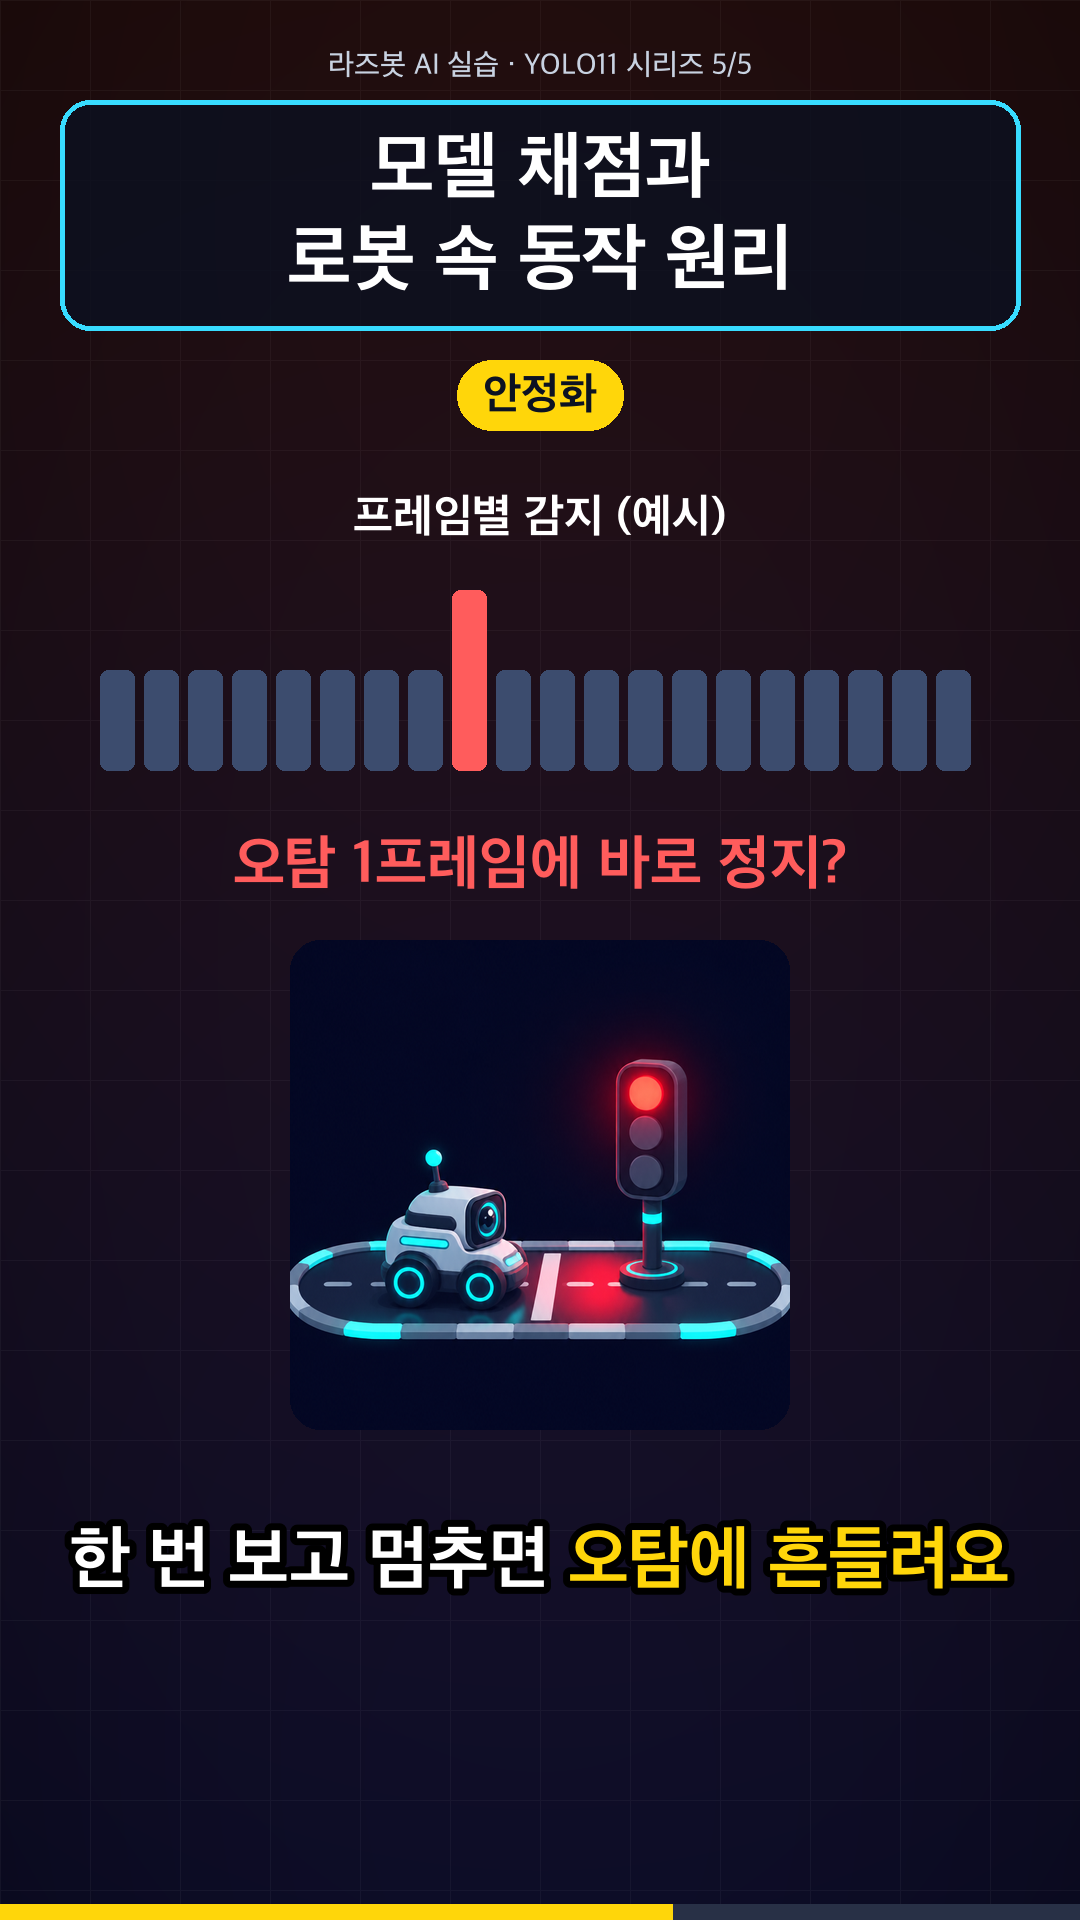 라즈봇 AI 실습 · YOLO11 시리즈 5/5
모델 채점과
로봇 속 동작 원리
안정화
프레임별 감지 (예시)
오탐 1프레임에 바로 정지?
한 번 보고 멈추면 오탐에 흔들려요